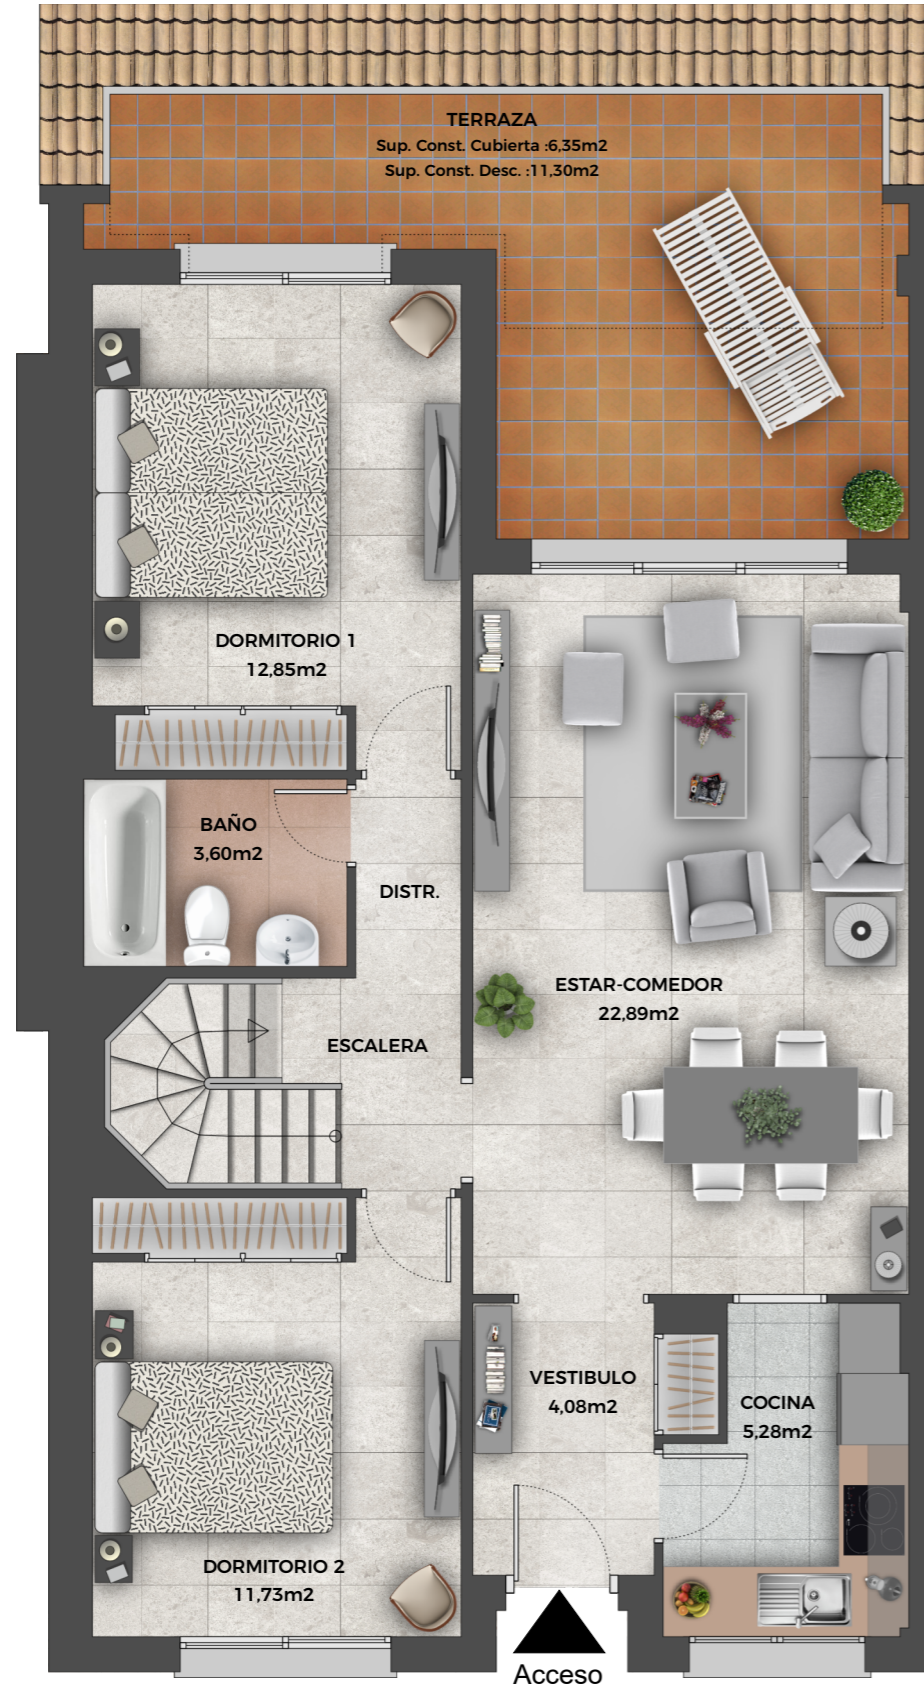 TERRAZA
Sup. Const. Cubierta :6,35m2
Sup. Const. Desc. :11,30m2
DORMITORIO 1
12,85m2
BAÑO
3,60m2
DISTR.
ESTAR-COMEDOR
22,89m2
ESCALERA
VESTIBULO
4,08m2
COCINA
5,28m2
DORMITORIO 2
11,73m2
Acceso